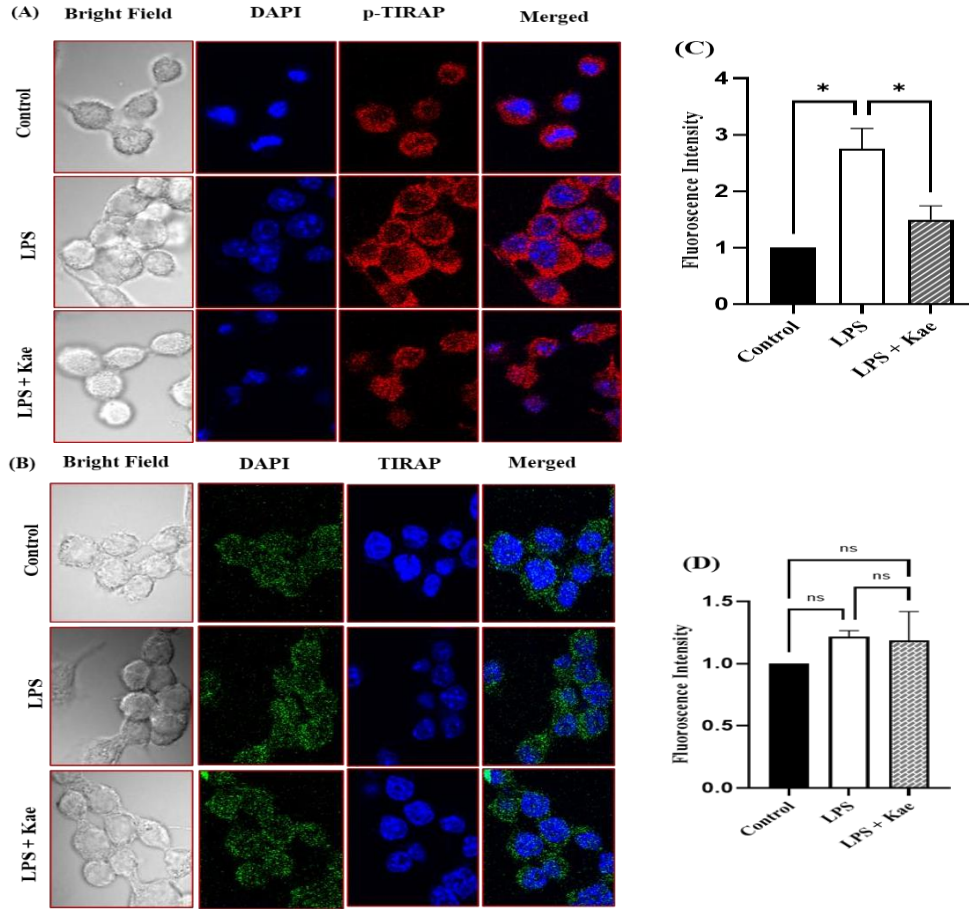 (A)
Bright Field DAPI p-TIRAP Merged
Control
LPS
LPS + Kae
(B)
Bright Field DAPI TIRAP Merged
Control
LPS
LPS + Kae
(C)
Fluoroscence Intensity
4
3
2
1
0
* *
Control LPS LPS + Kae
(D)
Fluoroscence Intensity
1.5
1.0
0.5
0.0
ns
ns ns
Control LPS LPS + Kae